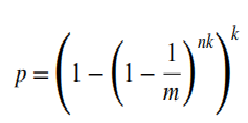 p = (1 − (1 − 1/m)^{nk})^k